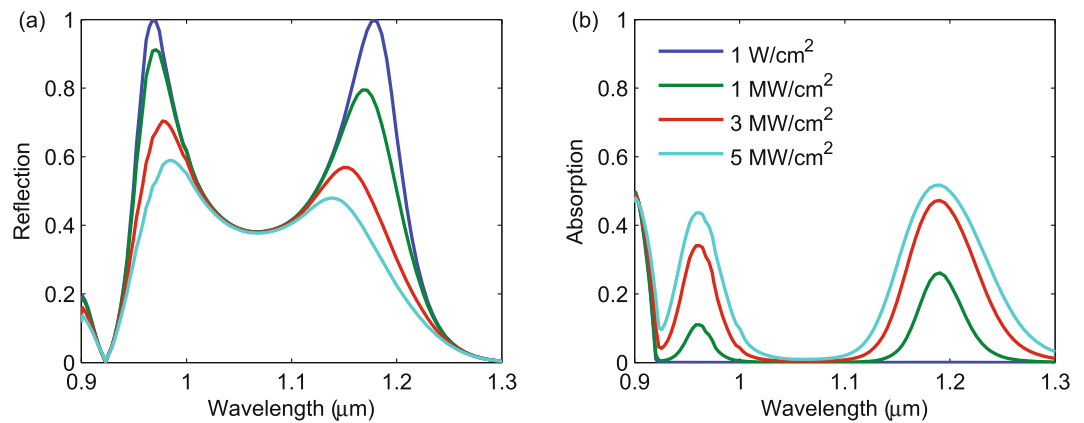 (a)
Reflection
1
0.8
0.6
0.4
0.2
0
0.9
1
1.1
1.2
1.3
Wavelength (μm)
(b)
Absorption
1
0.8
0.6
0.4
0.2
0
1 W/cm²
1 MW/cm²
3 MW/cm²
5 MW/cm²
0.9
1
1.1
1.2
1.3
Wavelength (μm)